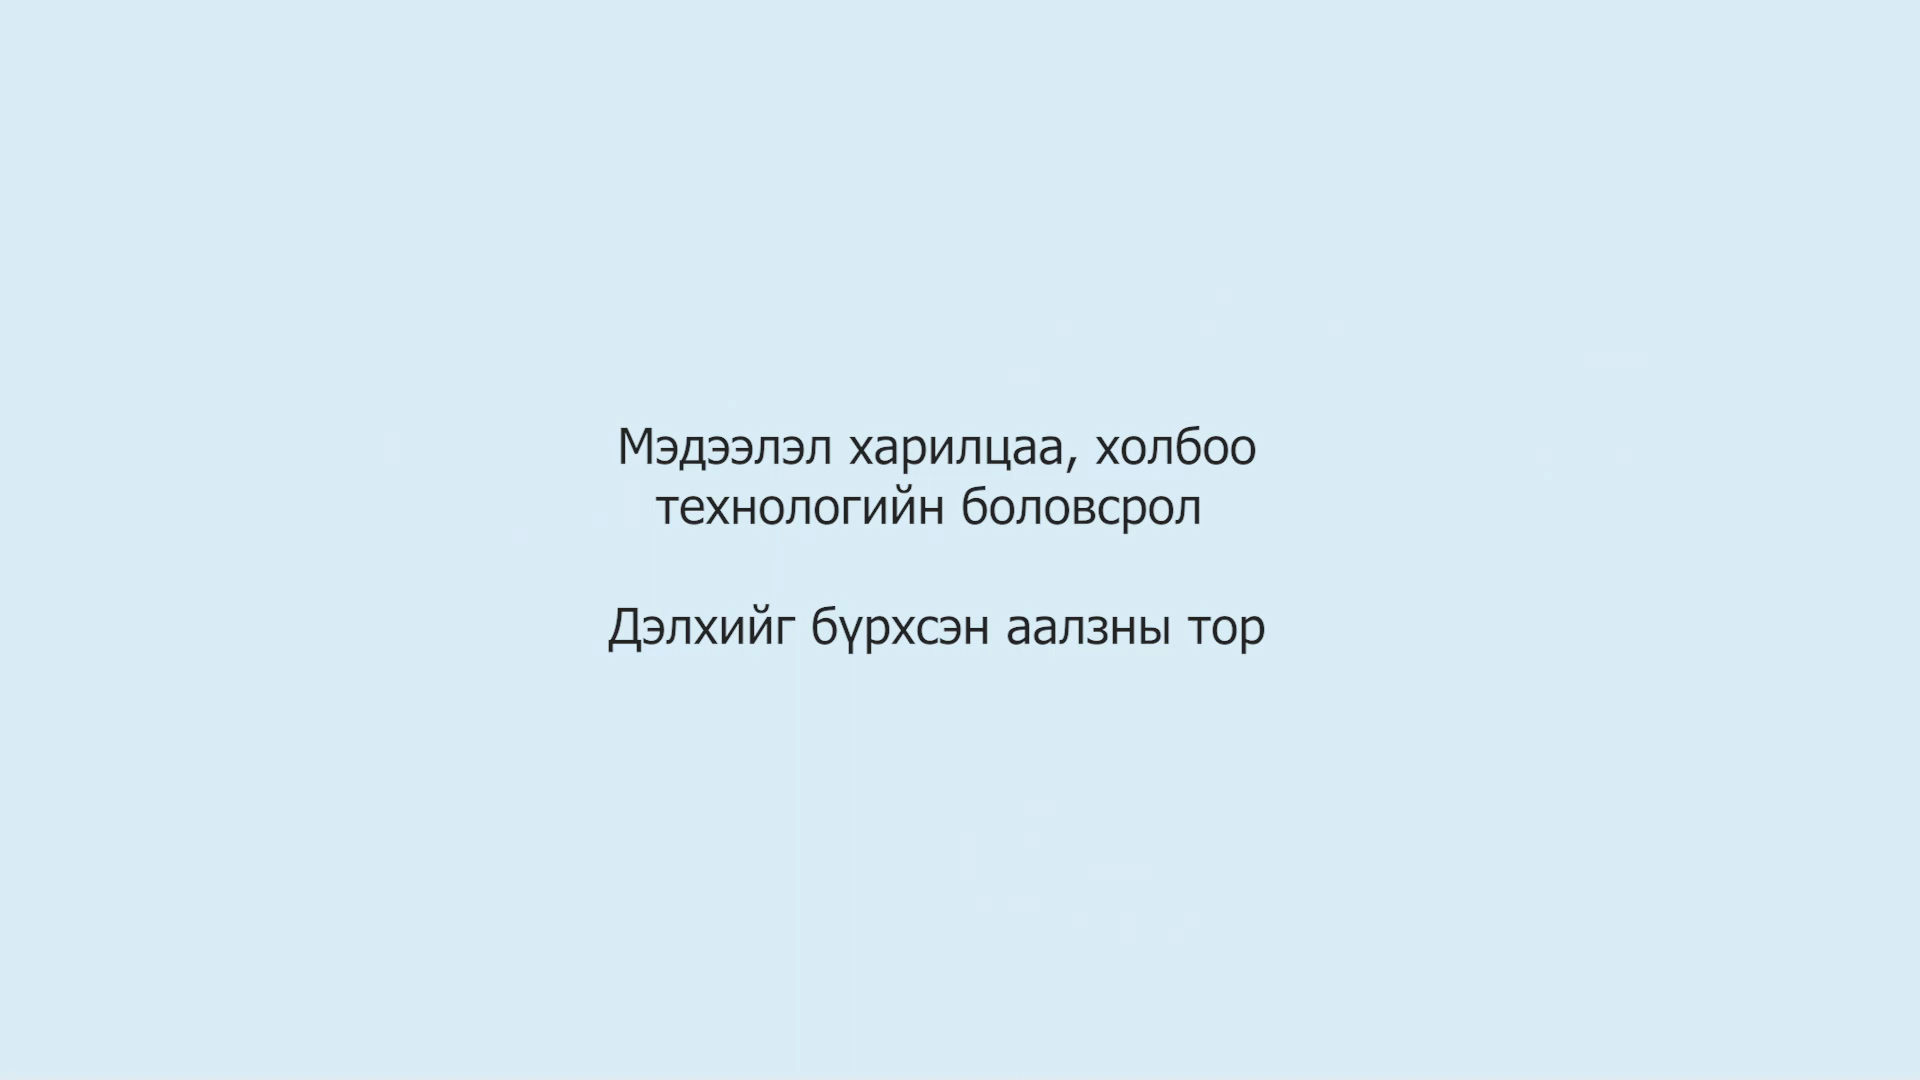 Мэдээлэл харилцаа, холбоо
технологийн боловсрол
Дэлхийг бүрхсэн аалзны тор